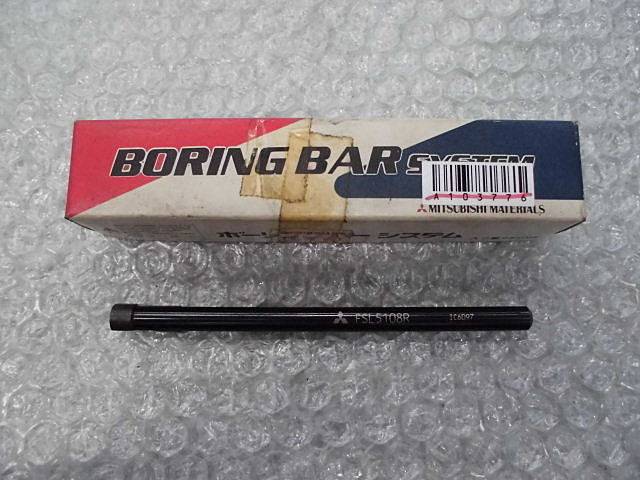 BORING BAR SYSTEM
A103776
MITSUBISHI MATERIALS
ボーリングバー システム
FSL5108R 1C6097